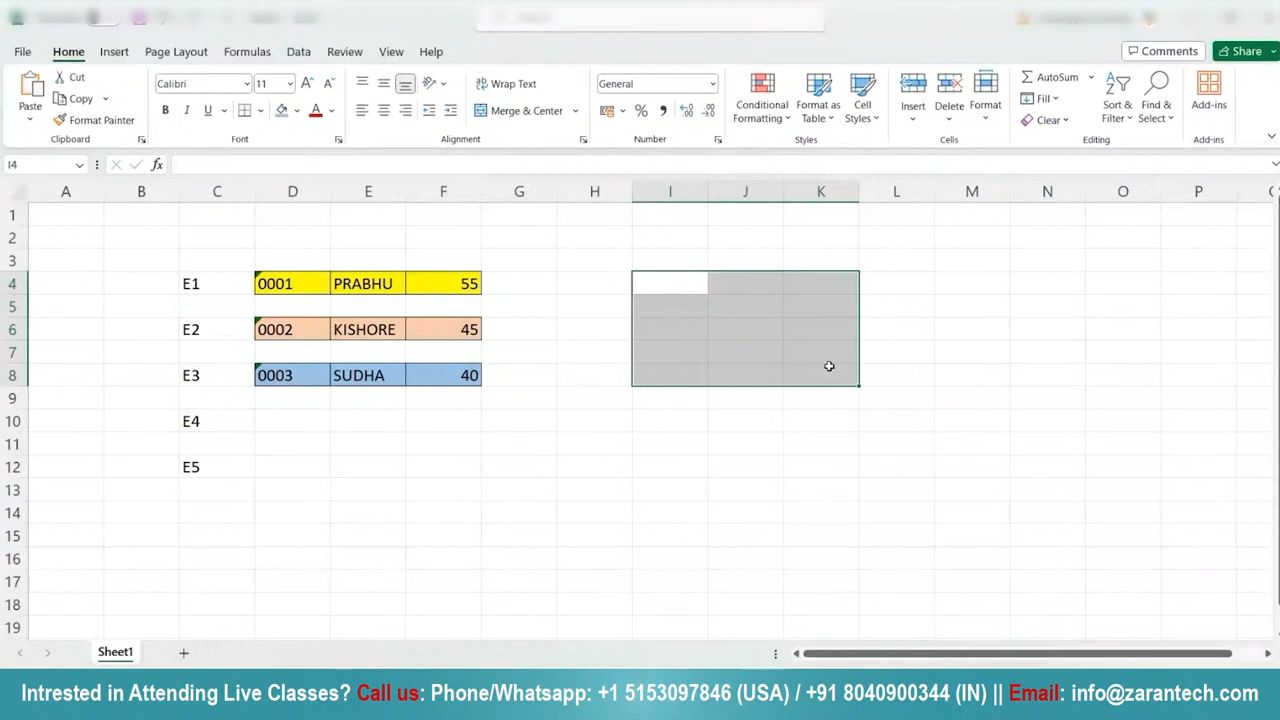 File Home Insert Page Layout Formulas Data Review View Help Comments Share
Paste Cut Copy Format Painter Clipboard
Calibri 11 B I U Font
Wrap Text Merge & Center Alignment
General % Number
Conditional Formatting Format as Table Cell Styles Styles
Insert Delete Format Cells
AutoSum Fill Clear Sort & Filter Find & Select Editing
Add-ins Add-ins
I4 fx
A B C D E F G H I J K L M N O P
1
2
3
4 E1 0001 PRABHU 55
5
6 E2 0002 KISHORE 45
7
8 E3 0003 SUDHA 40
9
10 E4
11
12 E5
13
14
15
16
17
18
19
Sheet1
Intrested in Attending Live Classes? Call us: Phone/Whatsapp: +1 5153097846 (USA) / +91 8040900344 (IN) || Email: info@zarantech.com